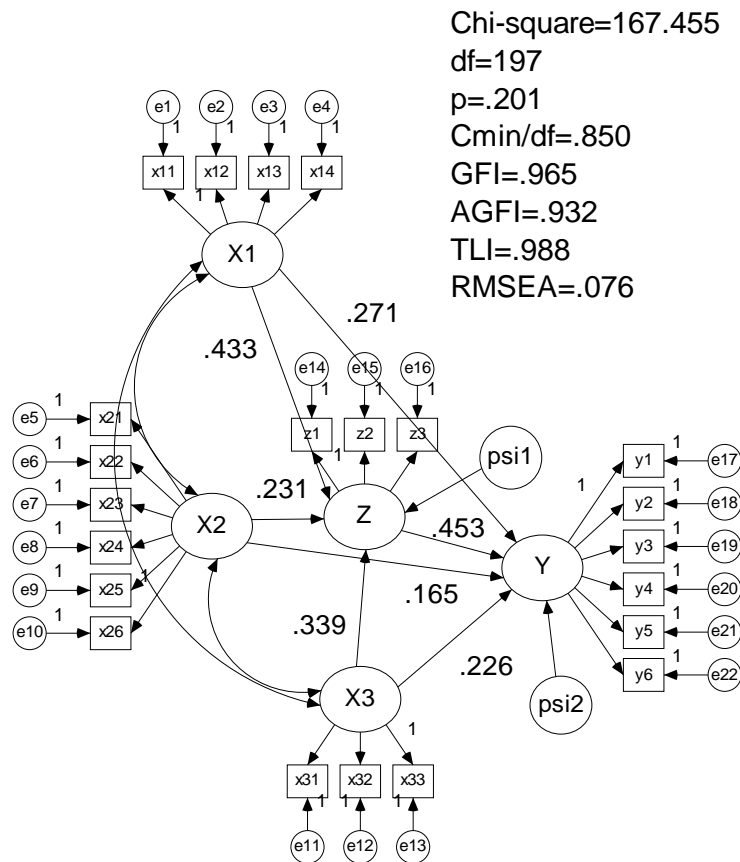 Chi-square=167.455
df=197
p=.201
Cmin/df=.850
GFI=.965
AGFI=.932
TLI=.988
RMSEA=.076
e1 e2 e3 e4
1 1 1 1
x11 x12 x13 x14
1
X1
.271
.433
e14 e15 e16
1 1 1
z1 z2 z3
1
psi1
e5 1 x21
e6 1 x22
e7 1 x23
e8 1 x24
e9 1 x25 1
e10 1 x26
.231
X2 Z
.453
Y
.165
.339
.226
1 y1 1 e17
y2 1 e18
y3 1 e19
y4 1 e20
y5 1 e21
y6 1 e22
X3
psi2
1
x31 x32 x33
1 1 1
e11 e12 e13